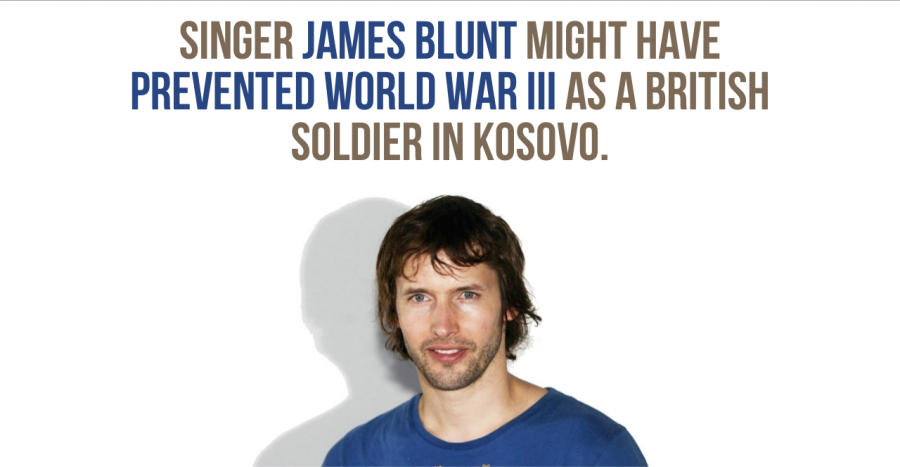 SINGER JAMES BLUNT MIGHT HAVE
PREVENTED WORLD WAR III AS A BRITISH
SOLDIER IN KOSOVO.